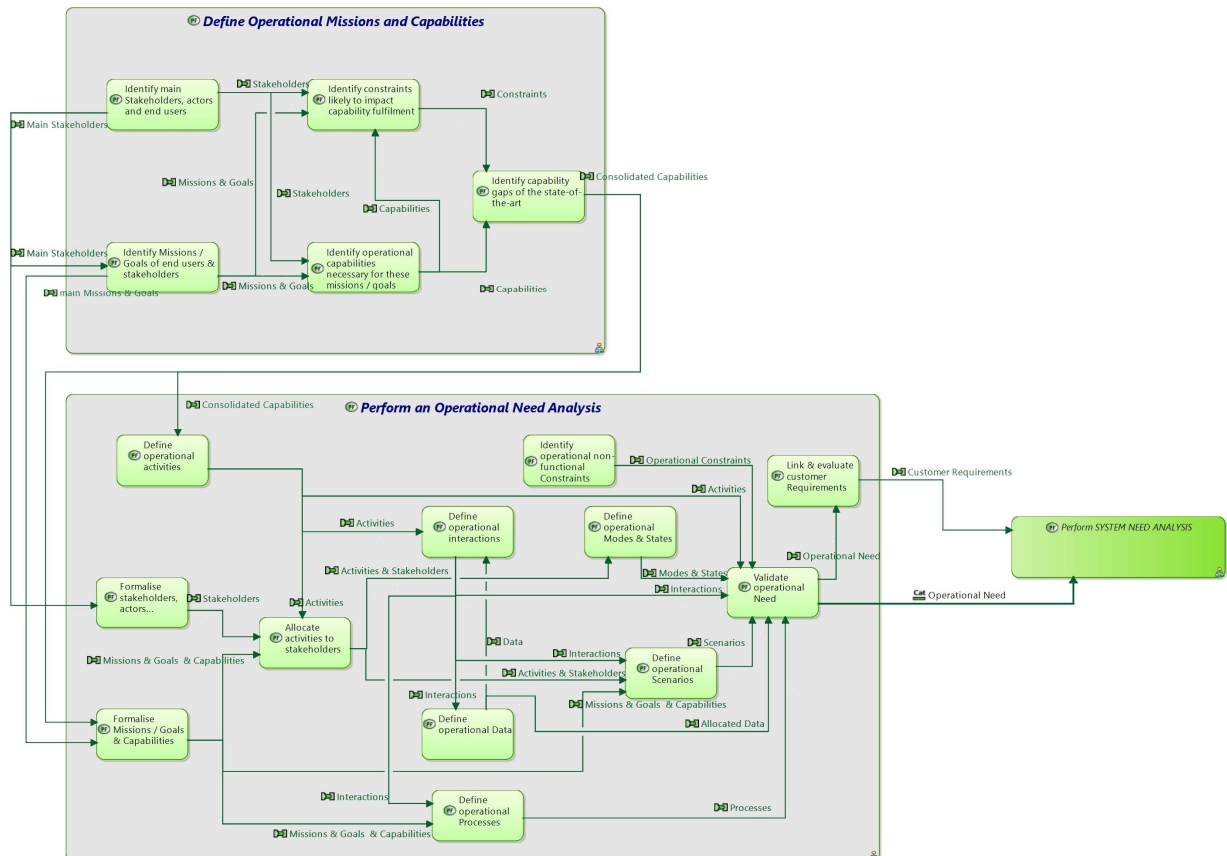 Define Operational Missions and Capabilities
Identify main
Stakeholders, actors
and end users
Stakeholders
Identify constraints
likely to impact
capability fulfilment
Constraints
Main Stakeholders
Missions & Goals
Stakeholders
Capabilities
Identify capability
gaps of the state-of-
the-art
Consolidated Capabilities
Main Stakeholders
Identify Missions /
Goals of end users &
stakeholders
Missions & Goals
Identify operational
capabilities
necessary for these
missions / goals
Capabilities
main Missions & Goals
Perform an Operational Need Analysis
Consolidated Capabilities
Define
operational
activities
Identify
operational non-
functional
Constraints
Operational Constraints
Link & evaluate
customer
Requirements
Customer Requirements
Activities
Activities
Define
operational
interactions
Define
operational
Modes & States
Perform SYSTEM NEED ANALYSIS
Operational Need
Activities & Stakeholders
Modes & States
Validate
operational
Need
Formalise
stakeholders,
actors...
Stakeholders
Activities
Interactions
Cat
Operational Need
Allocate
activities to
stakeholders
Data
Scenarios
Missions & Goals & Capabilities
Interactions
Define
operational
Scenarios
Activities & Stakeholders
Interactions
Missions & Goals & Capabilities
Formalise
Missions / Goals
& Capabilities
Define
operational Data
Allocated Data
Interactions
Define
operational
Processes
Processes
Missions & Goals & Capabilities